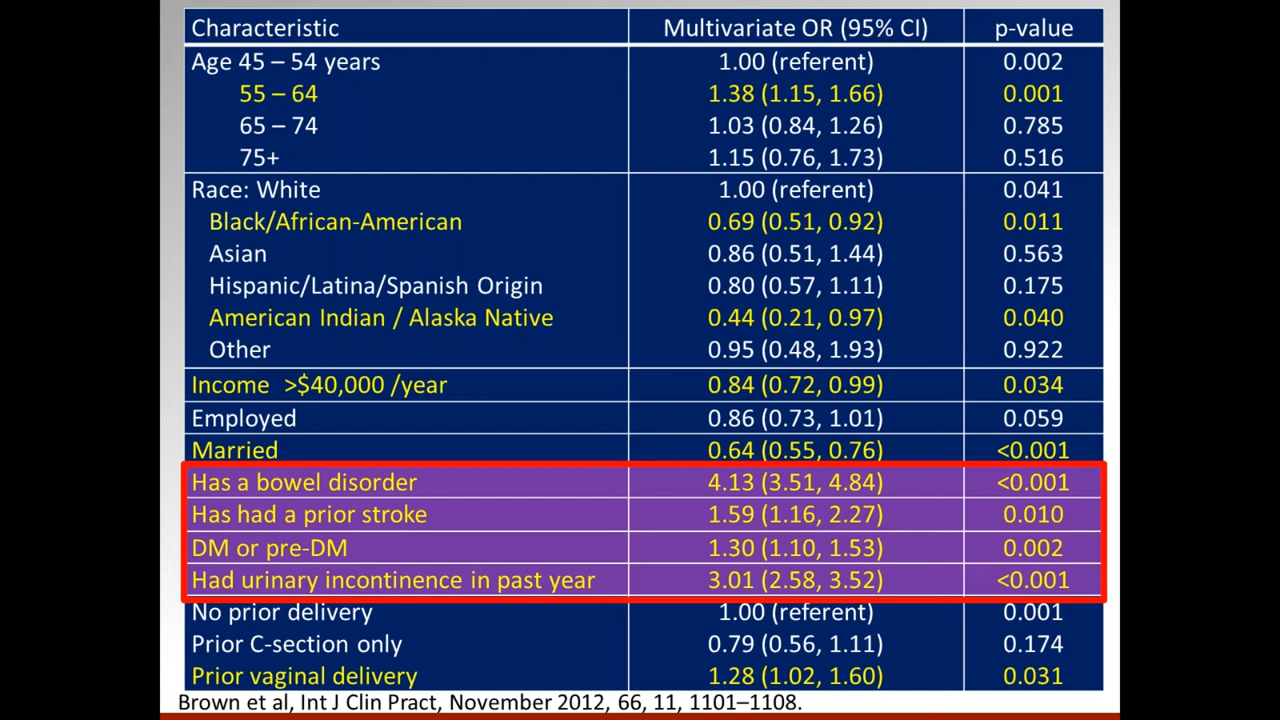 Characteristic Multivariate OR (95% CI) p-value
Age 45 – 54 years 1.00 (referent) 0.002
55 – 64 1.38 (1.15, 1.66) 0.001
65 – 74 1.03 (0.84, 1.26) 0.785
75+ 1.15 (0.76, 1.73) 0.516
Race: White 1.00 (referent) 0.041
Black/African-American 0.69 (0.51, 0.92) 0.011
Asian 0.86 (0.51, 1.44) 0.563
Hispanic/Latina/Spanish Origin 0.80 (0.57, 1.11) 0.175
American Indian / Alaska Native 0.44 (0.21, 0.97) 0.040
Other 0.95 (0.48, 1.93) 0.922
Income >$40,000 /year 0.84 (0.72, 0.99) 0.034
Employed 0.86 (0.73, 1.01) 0.059
Married 0.64 (0.55, 0.76) <0.001
Has a bowel disorder 4.13 (3.51, 4.84) <0.001
Has had a prior stroke 1.59 (1.16, 2.27) 0.010
DM or pre-DM 1.30 (1.10, 1.53) 0.002
Had urinary incontinence in past year 3.01 (2.58, 3.52) <0.001
No prior delivery 1.00 (referent) 0.001
Prior C-section only 0.79 (0.56, 1.11) 0.174
Prior vaginal delivery 1.28 (1.02, 1.60) 0.031
Brown et al, Int J Clin Pract, November 2012, 66, 11, 1101–1108.